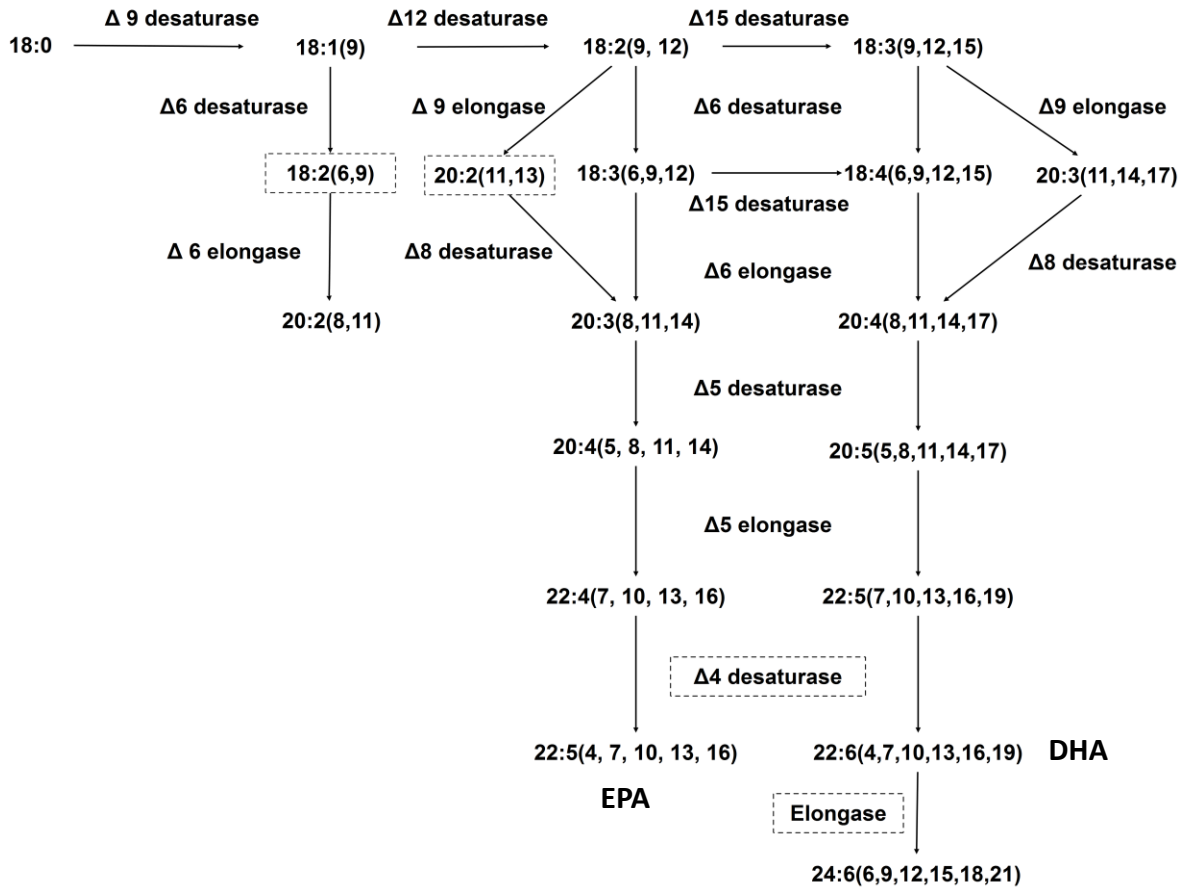 Δ 9 desaturase
Δ12 desaturase
Δ15 desaturase
18:0
18:1(9)
18:2(9, 12)
18:3(9,12,15)
Δ6 desaturase
Δ 9 elongase
Δ6 desaturase
Δ9 elongase
18:2(6,9)
20:2(11,13)
18:3(6,9,12)
18:4(6,9,12,15)
20:3(11,14,17)
Δ15 desaturase
Δ 6 elongase
Δ8 desaturase
Δ6 elongase
Δ8 desaturase
20:2(8,11)
20:3(8,11,14)
20:4(8,11,14,17)
Δ5 desaturase
20:4(5, 8, 11, 14)
20:5(5,8,11,14,17)
Δ5 elongase
22:4(7, 10, 13, 16)
22:5(7,10,13,16,19)
Δ4 desaturase
22:5(4, 7, 10, 13, 16)
22:6(4,7,10,13,16,19)
DHA
EPA
Elongase
24:6(6,9,12,15,18,21)